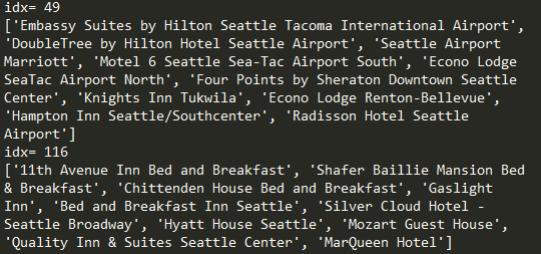 idx= 49
['Embassy Suites by Hilton Seattle Tacoma International Airport',
'DoubleTree by Hilton Hotel Seattle Airport', 'Seattle Airport
Marriott', 'Motel 6 Seattle Sea-Tac Airport South', 'Econo Lodge
SeaTac Airport North', 'Four Points by Sheraton Downtown Seattle
Center', 'Knights Inn Tukwila', 'Econo Lodge Renton-Bellevue',
'Hampton Inn Seattle/Southcenter', 'Radisson Hotel Seattle
Airport']
idx= 116
['11th Avenue Inn Bed and Breakfast', 'Shafer Baillie Mansion Bed
& Breakfast', 'Chittenden House Bed and Breakfast', 'Gaslight
Inn', 'Bed and Breakfast Inn Seattle', 'Silver Cloud Hotel -
Seattle Broadway', 'Hyatt House Seattle', 'Mozart Guest House',
'Quality Inn & Suites Seattle Center', 'MarQueen Hotel']